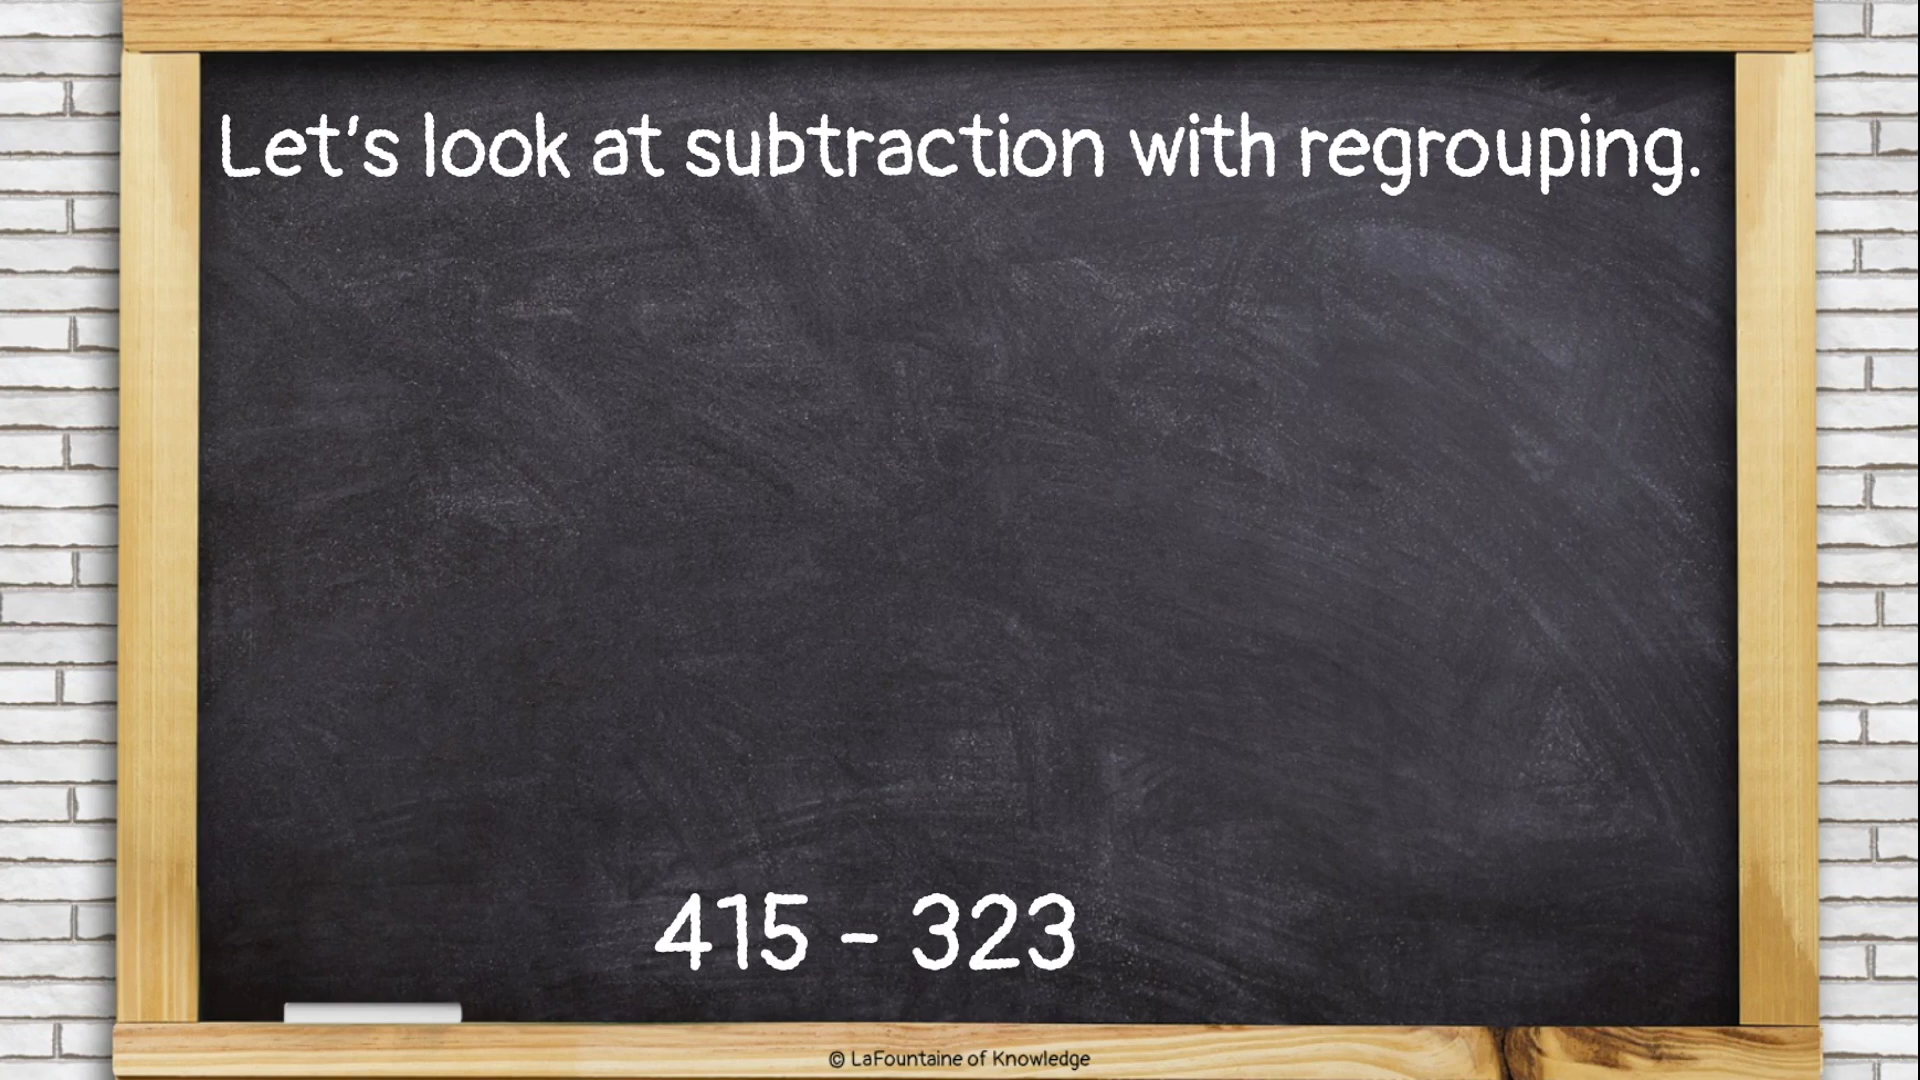 Let's look at subtraction with regrouping.
415 - 323
© LaFountaine of Knowledge